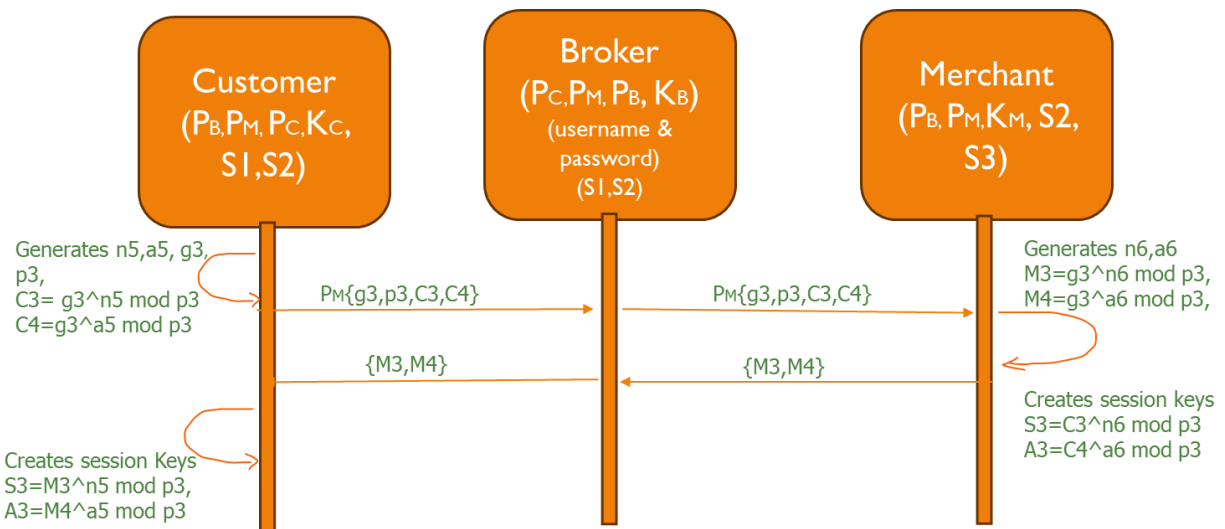 Customer
(PB,PM, PC,KC,
S1,S2)
Broker
(PC,PM, PB, KB)
(username &
password)
(S1,S2)
Merchant
(PB, PM,KM, S2,
S3)
Generates n5,a5, g3,
p3,
C3= g3^n5 mod p3
C4=g3^a5 mod p3
PM{g3,p3,C3,C4}
PM{g3,p3,C3,C4}
Generates n6,a6
M3=g3^n6 mod p3,
M4=g3^a6 mod p3,
{M3,M4}
{M3,M4}
Creates session keys
S3=C3^n6 mod p3
A3=C4^a6 mod p3
Creates session Keys
S3=M3^n5 mod p3,
A3=M4^a5 mod p3